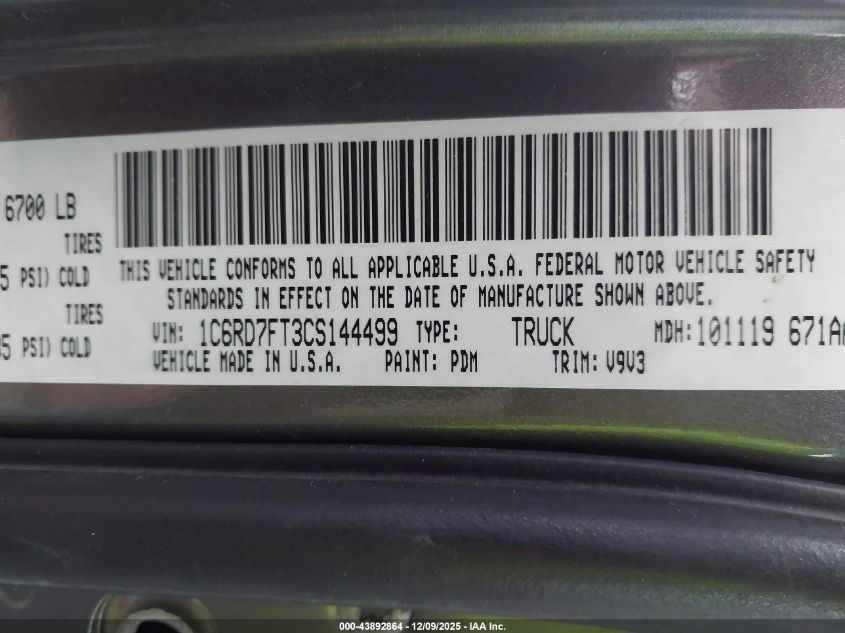 6700 LB
TIRES
5 PSI) COLD
TIRES
35 PSI) COLD
THIS VEHICLE CONFORMS TO ALL APPLICABLE U.S.A. FEDERAL MOTOR VEHICLE SAFETY
STANDARDS IN EFFECT ON THE DATE OF MANUFACTURE SHOWN ABOVE.
VIN: 1C6RD7FT3CS144499 TYPE: TRUCK MDH: 101119 671AA
VEHICLE MADE IN U.S.A. PAINT: PDM TRIM: V9V3
000-43892864 - 12/09/2025 - IAA Inc.